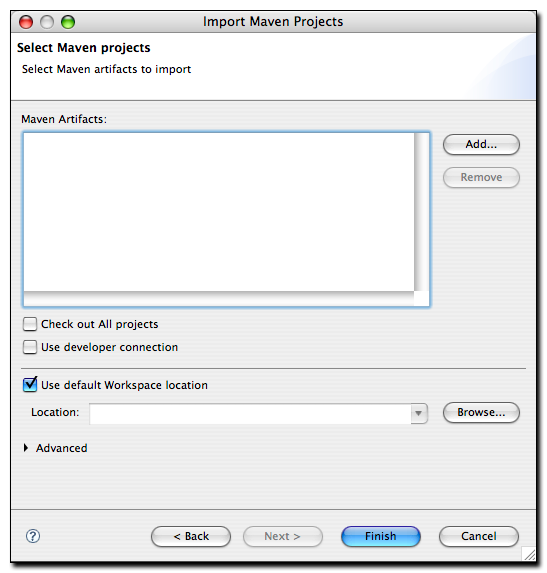 Import Maven Projects
Select Maven projects
Select Maven artifacts to import
Maven Artifacts:
Add...
Remove
Check out All projects
Use developer connection
Use default Workspace location
Location:
Browse...
Advanced
?
< Back
Next >
Finish
Cancel